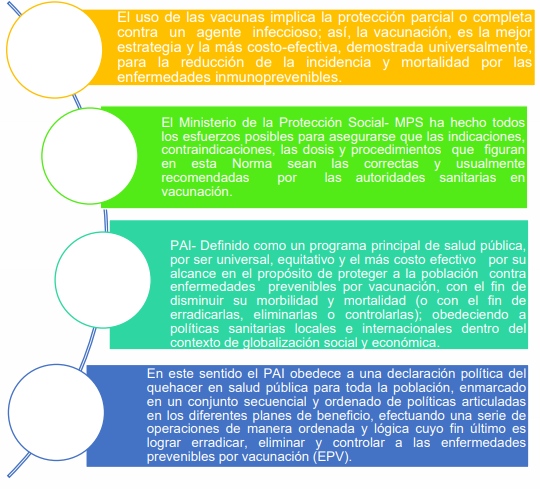 El uso de las vacunas implica la protección parcial o completa
contra un agente infeccioso; así, la vacunación, es la mejor
estrategia y la más costo-efectiva, demostrada universalmente,
para la reducción de la incidencia y mortalidad por las
enfermedades inmunoprevenibles.
El Ministerio de la Protección Social- MPS ha hecho todos
los esfuerzos posibles para asegurarse que las indicaciones,
contraindicaciones, las dosis y procedimientos que figuran
en esta Norma sean las correctas y usualmente
recomendadas por las autoridades sanitarias en
vacunación.
PAI- Definido como un programa principal de salud pública,
por ser universal, equitativo y el más costo efectivo por su
alcance en el propósito de proteger a la población contra
enfermedades prevenibles por vacunación, con el fin de
disminuir su morbilidad y mortalidad (o con el fin de
erradicarlas, eliminarlas o controlarlas); obedeciendo a
políticas sanitarias locales e internacionales dentro del
contexto de globalización social y económica.
En este sentido el PAI obedece a una declaración política del
quehacer en salud pública para toda la población, enmarcado
en un conjunto secuencial y ordenado de políticas articuladas
en los diferentes planes de beneficio, efectuando una serie de
operaciones de manera ordenada y lógica cuyo fin último es
lograr erradicar, eliminar y controlar a las enfermedades
prevenibles por vacunación (EPV).